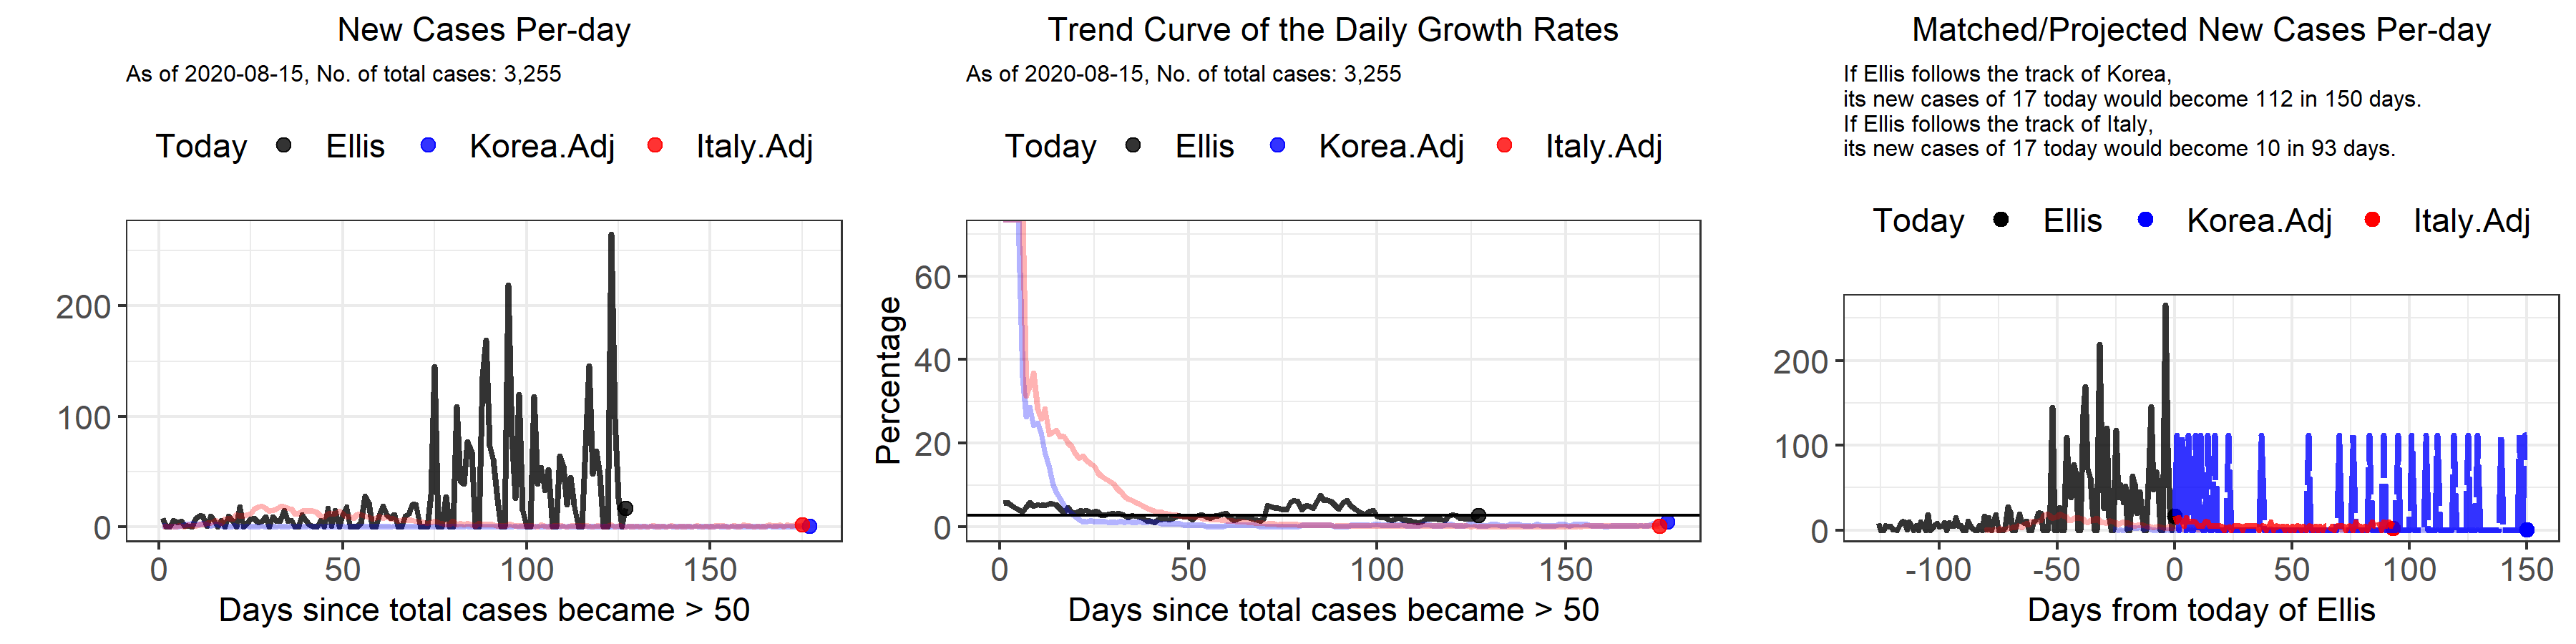 New Cases Per-day
As of 2020-08-15, No. of total cases: 3,255
Today Ellis Korea.Adj Italy.Adj
200
100
0
0 50 100 150
Days since total cases became > 50
Trend Curve of the Daily Growth Rates
As of 2020-08-15, No. of total cases: 3,255
Today Ellis Korea.Adj Italy.Adj
Percentage
60
40
20
0
0 50 100 150
Days since total cases became > 50
Matched/Projected New Cases Per-day
If Ellis follows the track of Korea,
its new cases of 17 today would become 112 in 150 days.
If Ellis follows the track of Italy,
its new cases of 17 today would become 10 in 93 days.
Today Ellis Korea.Adj Italy.Adj
200
100
0
-100 -50 0 50 100 150
Days from today of Ellis